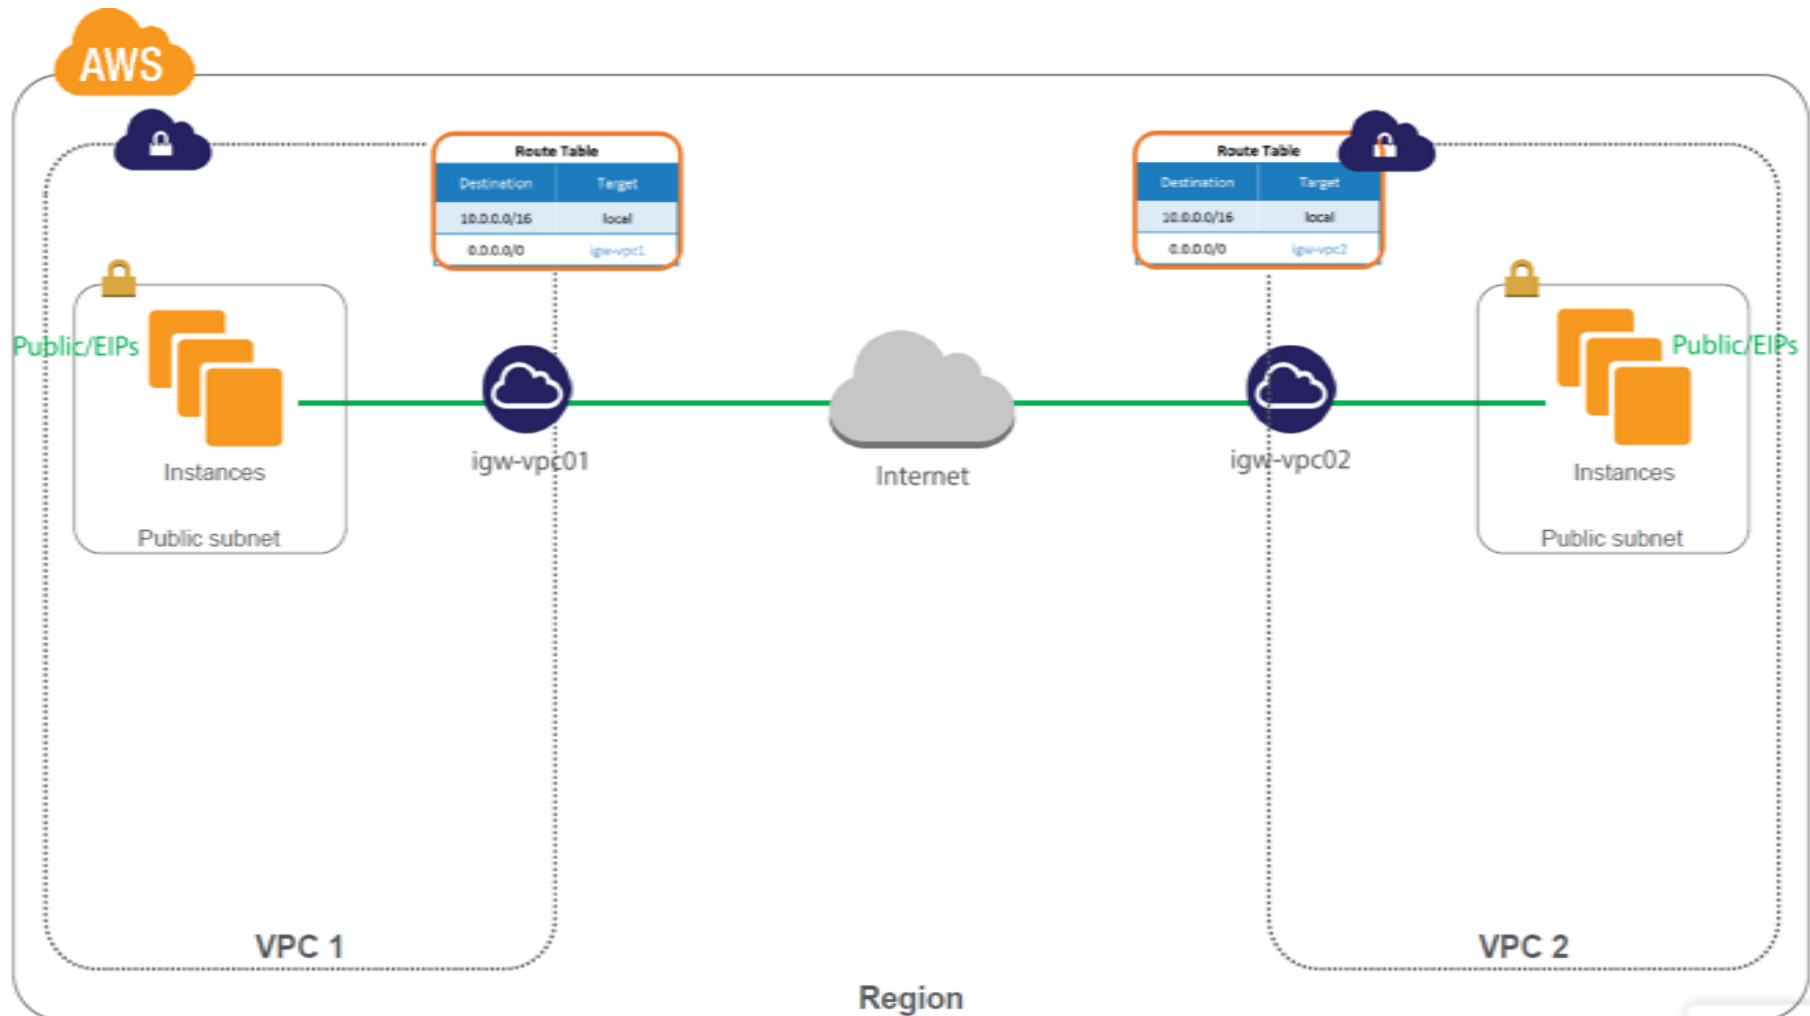 AWS
Route Table
Destination Target
10.0.0.0/16 local
0.0.0.0/0 igw-vpc1
Route Table
Destination Target
10.0.0.0/16 local
0.0.0.0/0 igw-vpc2
Public/EIPs
Instances
Public subnet
igw-vpc01
Internet
igw-vpc02
Public/EIPs
Instances
Public subnet
VPC 1
VPC 2
Region